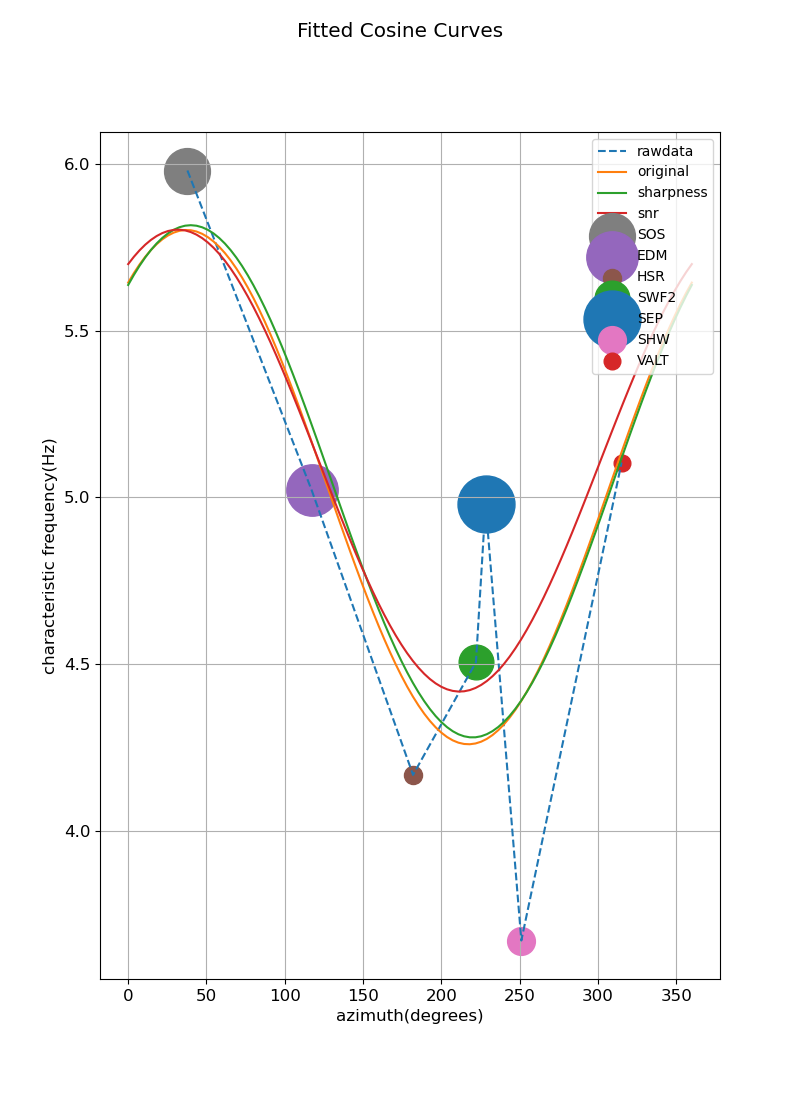 Fitted Cosine Curves
rawdata
original
sharpness
snr
SOS
EDM
HSR
SWF2
SEP
SHW
VALT
6.0
5.5
5.0
4.5
4.0
characteristic frequency(Hz)
0 50 100 150 200 250 300 350
azimuth(degrees)